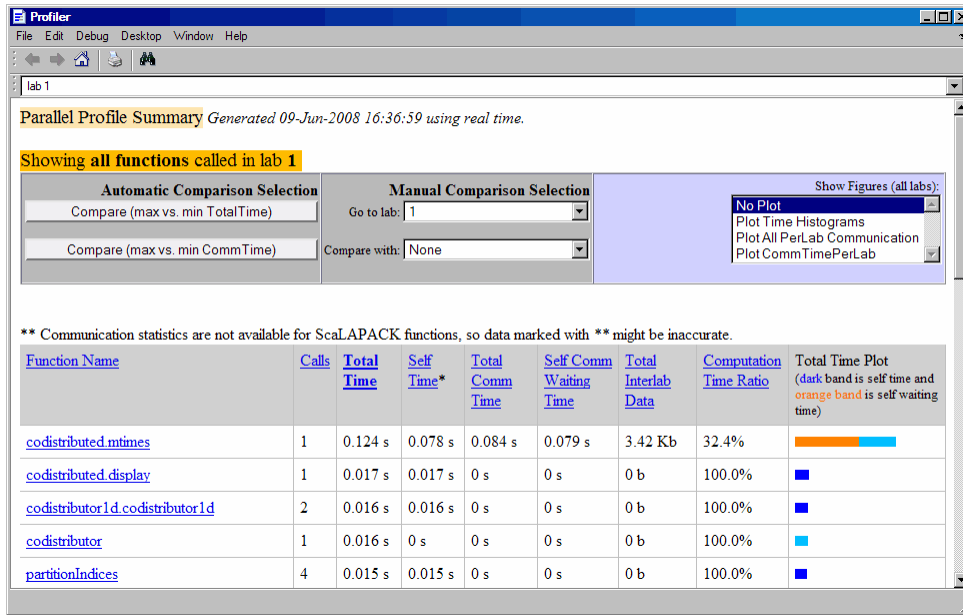 Profiler
File Edit Debug Desktop Window Help
lab 1
Parallel Profile Summary Generated 09-Jun-2008 16:36:59 using real time.
Showing all functions called in lab 1
Automatic Comparison Selection
Compare (max vs. min TotalTime)
Compare (max vs. min CommTime)
Manual Comparison Selection
Go to lab: 1
Compare with: None
Show Figures (all labs):
No Plot
Plot Time Histograms
Plot All PerLab Communication
Plot CommTimePerLab
** Communication statistics are not available for ScaLAPACK functions, so data marked with ** might be inaccurate.
Function Name
Calls
Total
Time
Self
Time*
Total
Comm
Time
Self Comm
Waiting
Time
Total
Interlab
Data
Computation
Time Ratio
Total Time Plot
(dark band is self time and
orange band is self waiting
time)
codistributed.mtimes 1 0.124 s 0.078 s 0.084 s 0.079 s 3.42 Kb 32.4%
codistributed.display 1 0.017 s 0.017 s 0 s 0 s 0 b 100.0%
codistributor1d.codistributor1d 2 0.016 s 0.016 s 0 s 0 s 0 b 100.0%
codistributor 1 0.016 s 0 s 0 s 0 s 0 b 100.0%
partitionIndices 4 0.015 s 0.015 s 0 s 0 s 0 b 100.0%